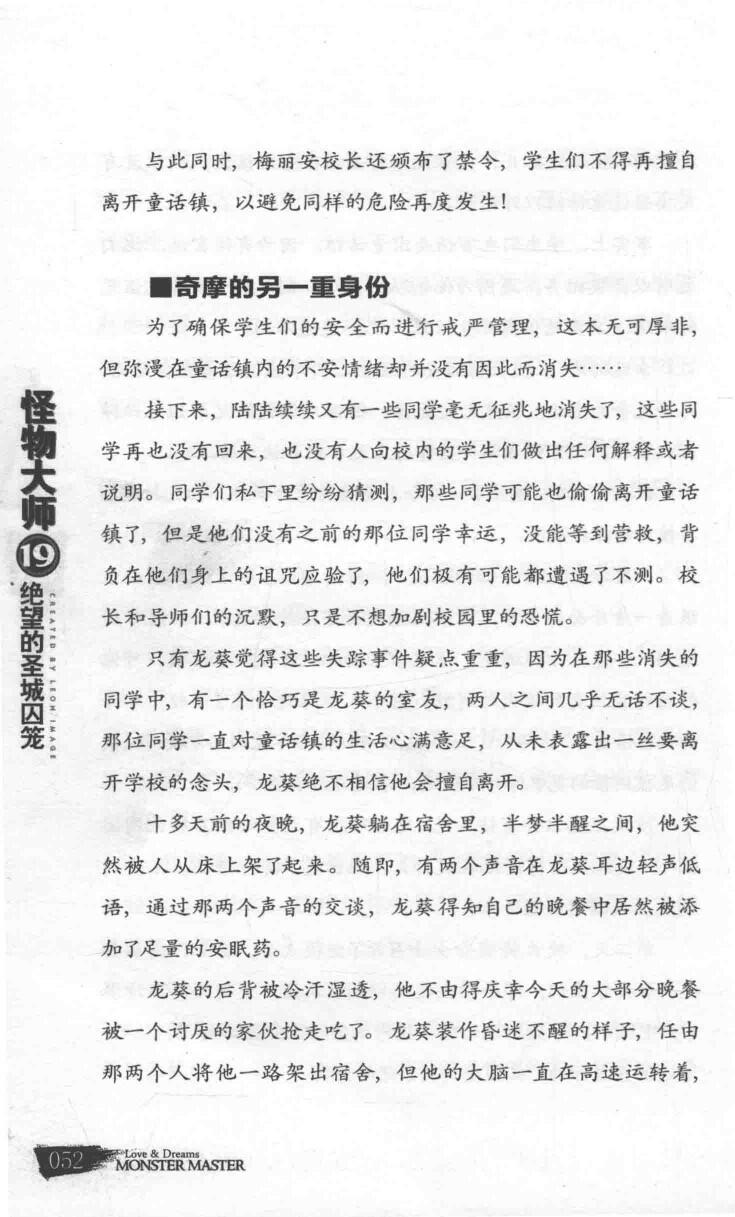 与此同时，梅丽安校长还颁布了禁令，学生们不得再擅自
离开童话镇，以避免同样的危险再度发生！
■奇摩的另一重身份
为了确保学生们的安全而进行戒严管理，这本无可厚非，
但弥漫在童话镇内的不安情绪却并没有因此而消失……
接下来，陆陆续续又有一些同学毫无征兆地消失了，这些同
学再也没有回来，也没有人向校内的学生们做出任何解释或者
说明。同学们私下里纷纷猜测，那些同学可能也偷偷离开童话
镇了，但是他们没有之前的那位同学幸运，没能等到营救，背
负在他们身上的诅咒应验了，他们极有可能都遭遇了不测。校
长和导师们的沉默，只是不想加剧校园里的恐慌。
只有龙葵觉得这些失踪事件疑点重重，因为在那些消失的
同学中，有一个恰巧是龙葵的室友，两人之间几乎无话不谈，
那位同学一直对童话镇的生活心满意足，从未表露出一丝要离
开学校的念头，龙葵绝不相信他会擅自离开。
十多天前的夜晚，龙葵躺在宿舍里，半梦半醒之间，他突
然被人从床上架了起来。随即，有两个声音在龙葵耳边轻声低
语，通过那两个声音的交谈，龙葵得知自己的晚餐中居然被添
加了足量的安眠药。
龙葵的后背被冷汗湿透，他不由得庆幸今天的大部分晚餐
被一个讨厌的家伙抢走吃了。龙葵装作昏迷不醒的样子，任由
那两个人将他一路架出宿舍，但他的大脑一直在高速运转着，
怪物大师
19
绝望的圣城囚笼
CREATED BY LEON IMAGE
052
Love & Dreams
MONSTER MASTER